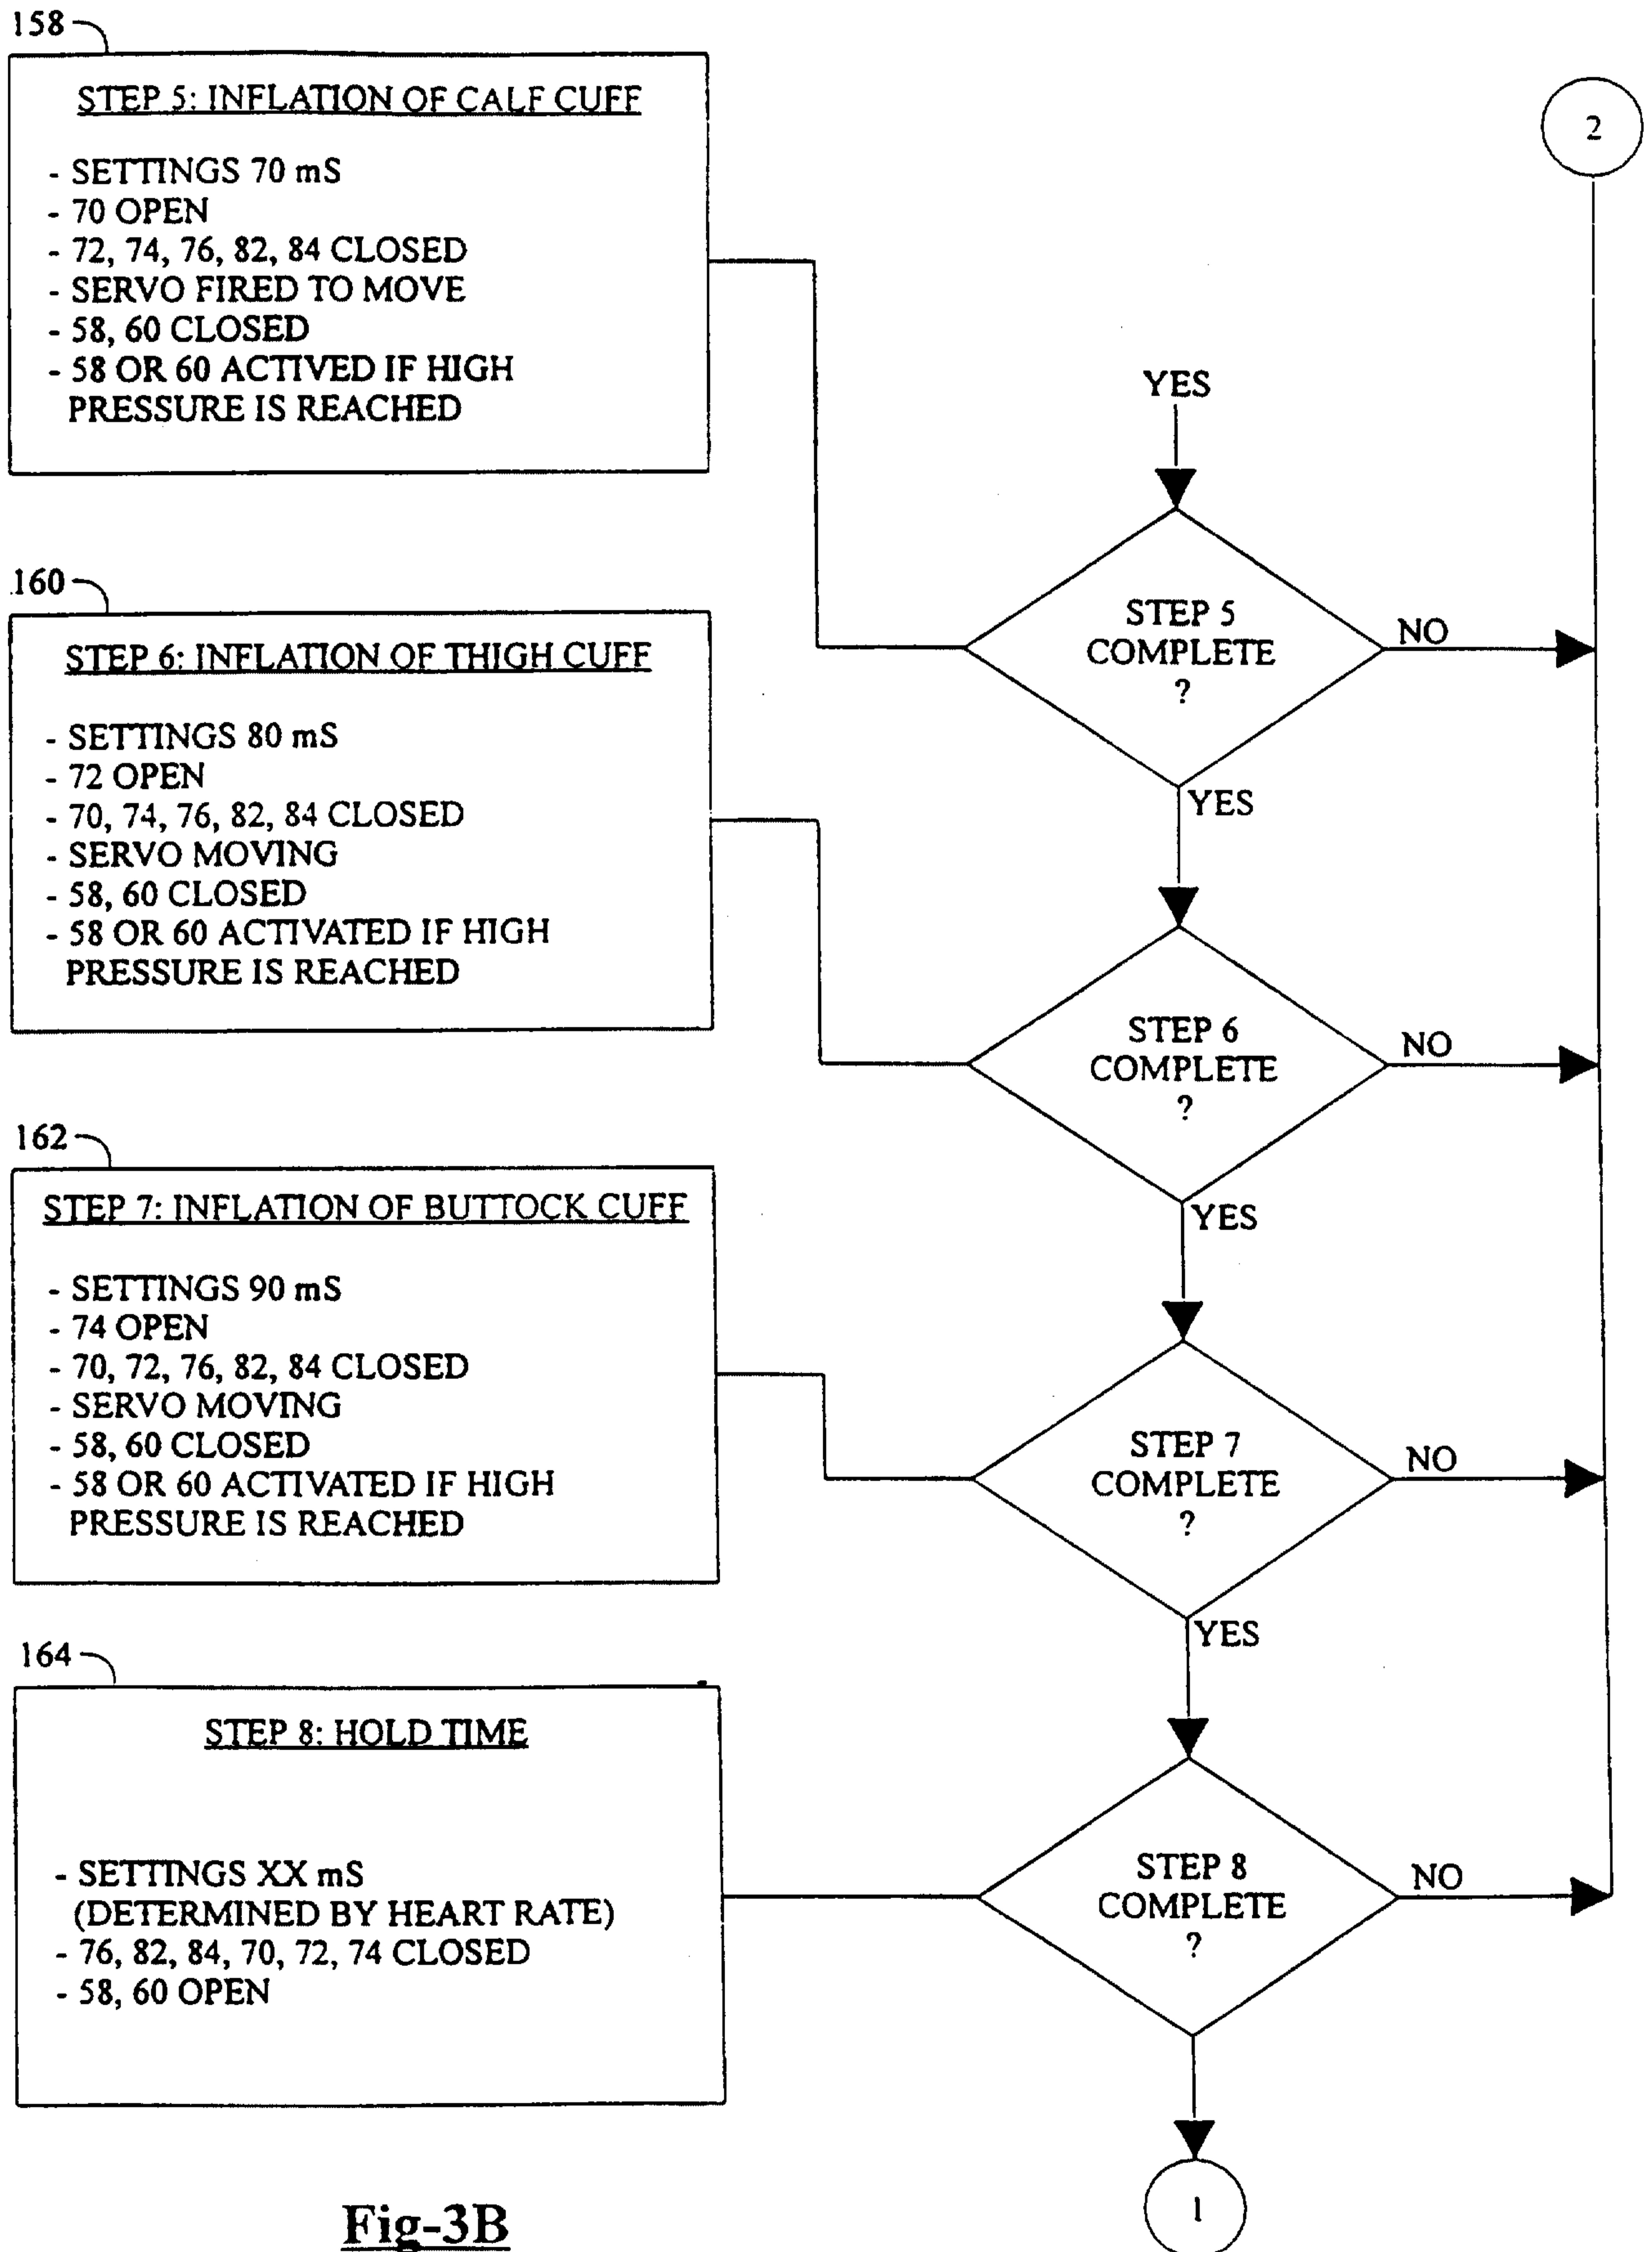 158
STEP 5: INFLATION OF CALF CUFF
- SETTINGS 70 mS
- 70 OPEN
- 72, 74, 76, 82, 84 CLOSED
- SERVO FIRED TO MOVE
- 58, 60 CLOSED
- 58 OR 60 ACTIVED IF HIGH
PRESSURE IS REACHED
2
YES
STEP 5
COMPLETE
?
NO
YES
160
STEP 6: INFLATION OF THIGH CUFF
- SETTINGS 80 mS
- 72 OPEN
- 70, 74, 76, 82, 84 CLOSED
- SERVO MOVING
- 58, 60 CLOSED
- 58 OR 60 ACTIVATED IF HIGH
PRESSURE IS REACHED
STEP 6
COMPLETE
?
NO
YES
162
STEP 7: INFLATION OF BUTTOCK CUFF
- SETTINGS 90 mS
- 74 OPEN
- 70, 72, 76, 82, 84 CLOSED
- SERVO MOVING
- 58, 60 CLOSED
- 58 OR 60 ACTIVATED IF HIGH
PRESSURE IS REACHED
STEP 7
COMPLETE
?
NO
YES
164
STEP 8: HOLD TIME
- SETTINGS XX mS
(DETERMINED BY HEART RATE)
- 76, 82, 84, 70, 72, 74 CLOSED
- 58, 60 OPEN
STEP 8
COMPLETE
?
NO
1
Fig-3B